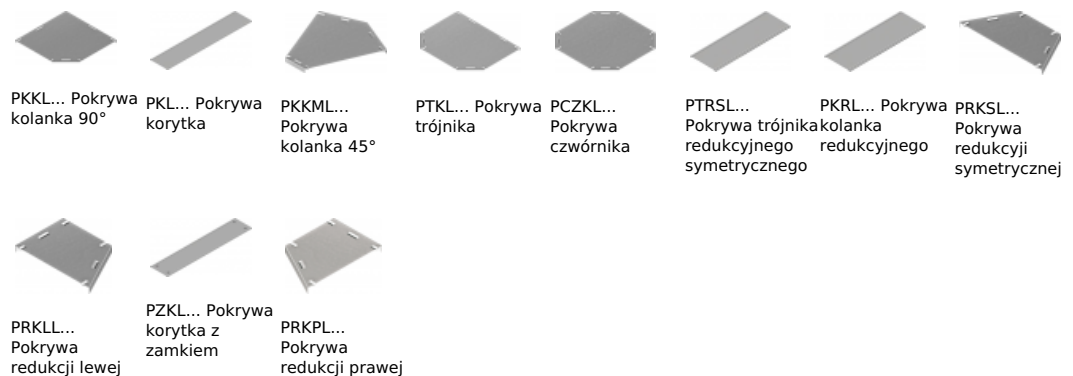 PKKL... Pokrywa
kolanka 90°
PKL... Pokrywa
korytka
PKKML...
Pokrywa
kolanka 45°
PTKL... Pokrywa
trójnika
PCZKL...
Pokrywa
czwórnika
PTRSL...
Pokrywa trójnika
redukcyjnego
symetrycznego
PKRL... Pokrywa
kolanka
redukcyjnego
PRKSL...
Pokrywa
redukcyji
symetrycznej
PRKLL...
Pokrywa
redukcji lewej
PZKL... Pokrywa
korytka z
zamkiem
PRKPL...
Pokrywa
redukcji prawej